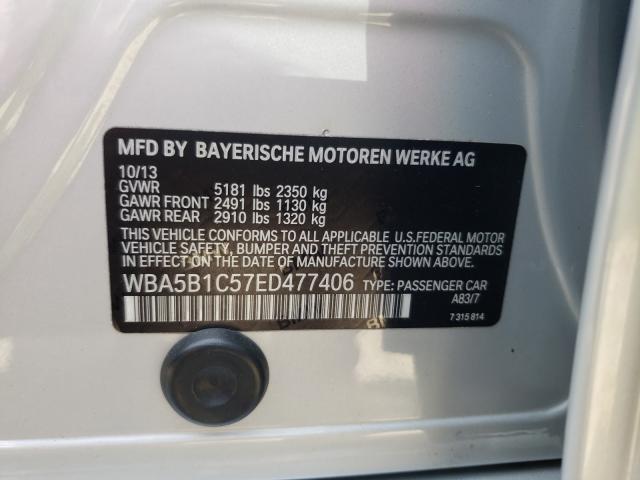 MFD BY BAYERISCHE MOTOREN WERKE AG
10/13
GVWR 5181 lbs 2350 kg
GAWR FRONT 2491 lbs 1130 kg
GAWR REAR 2910 lbs 1320 kg
THIS VEHICLE CONFORMS TO ALL APPLICABLE U.S.FEDERAL MOTOR
VEHICLE SAFETY, BUMPER, AND THEFT PREVENTION STANDARDS
IN EFFECT ON THE DATE OF MANUFACTURE SHOWN ABOVE.
WBA5B1C57ED477406 TYPE: PASSENGER CAR
A83/7
7 315 814